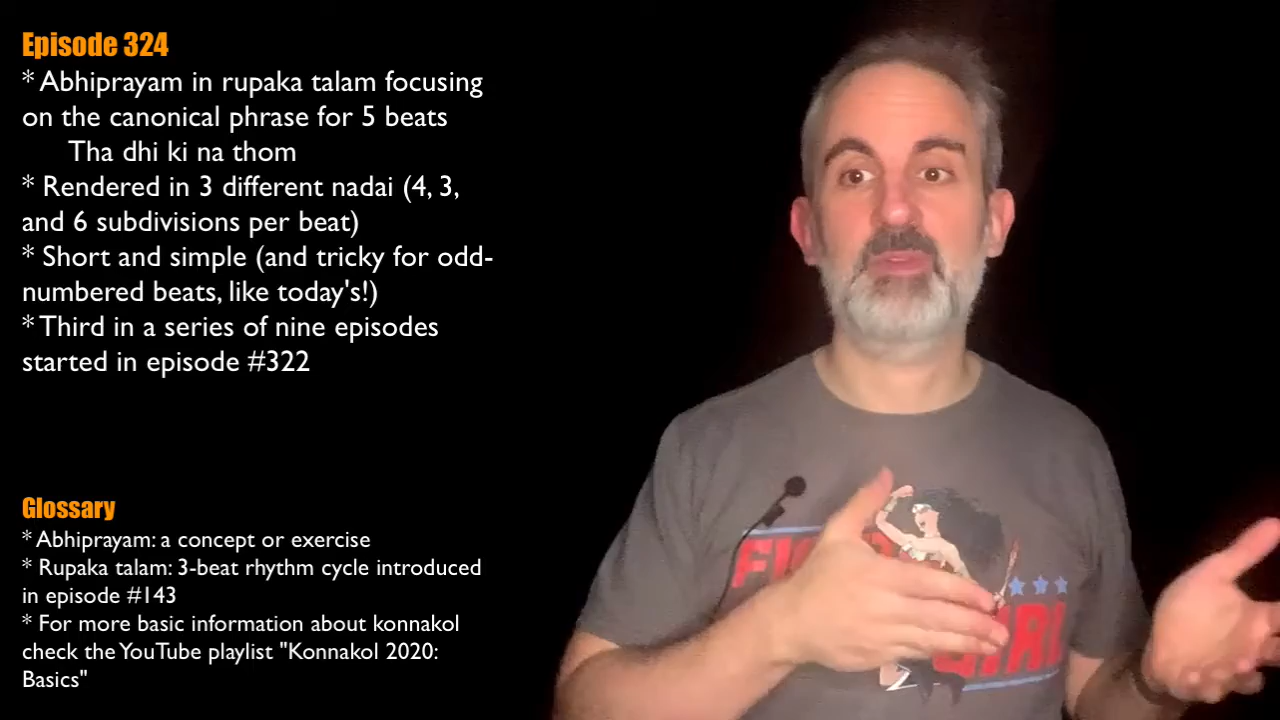 Episode 324
* Abhiprayam in rupaka talam focusing
on the canonical phrase for 5 beats
Tha dhi ki na thom
* Rendered in 3 different nadai (4, 3,
and 6 subdivisions per beat)
* Short and simple (and tricky for odd-
numbered beats, like today's!)
* Third in a series of nine episodes
started in episode #322
Glossary
* Abhiprayam: a concept or exercise
* Rupaka talam: 3-beat rhythm cycle introduced
in episode #143
* For more basic information about konnakol
check the YouTube playlist "Konnakol 2020:
Basics"